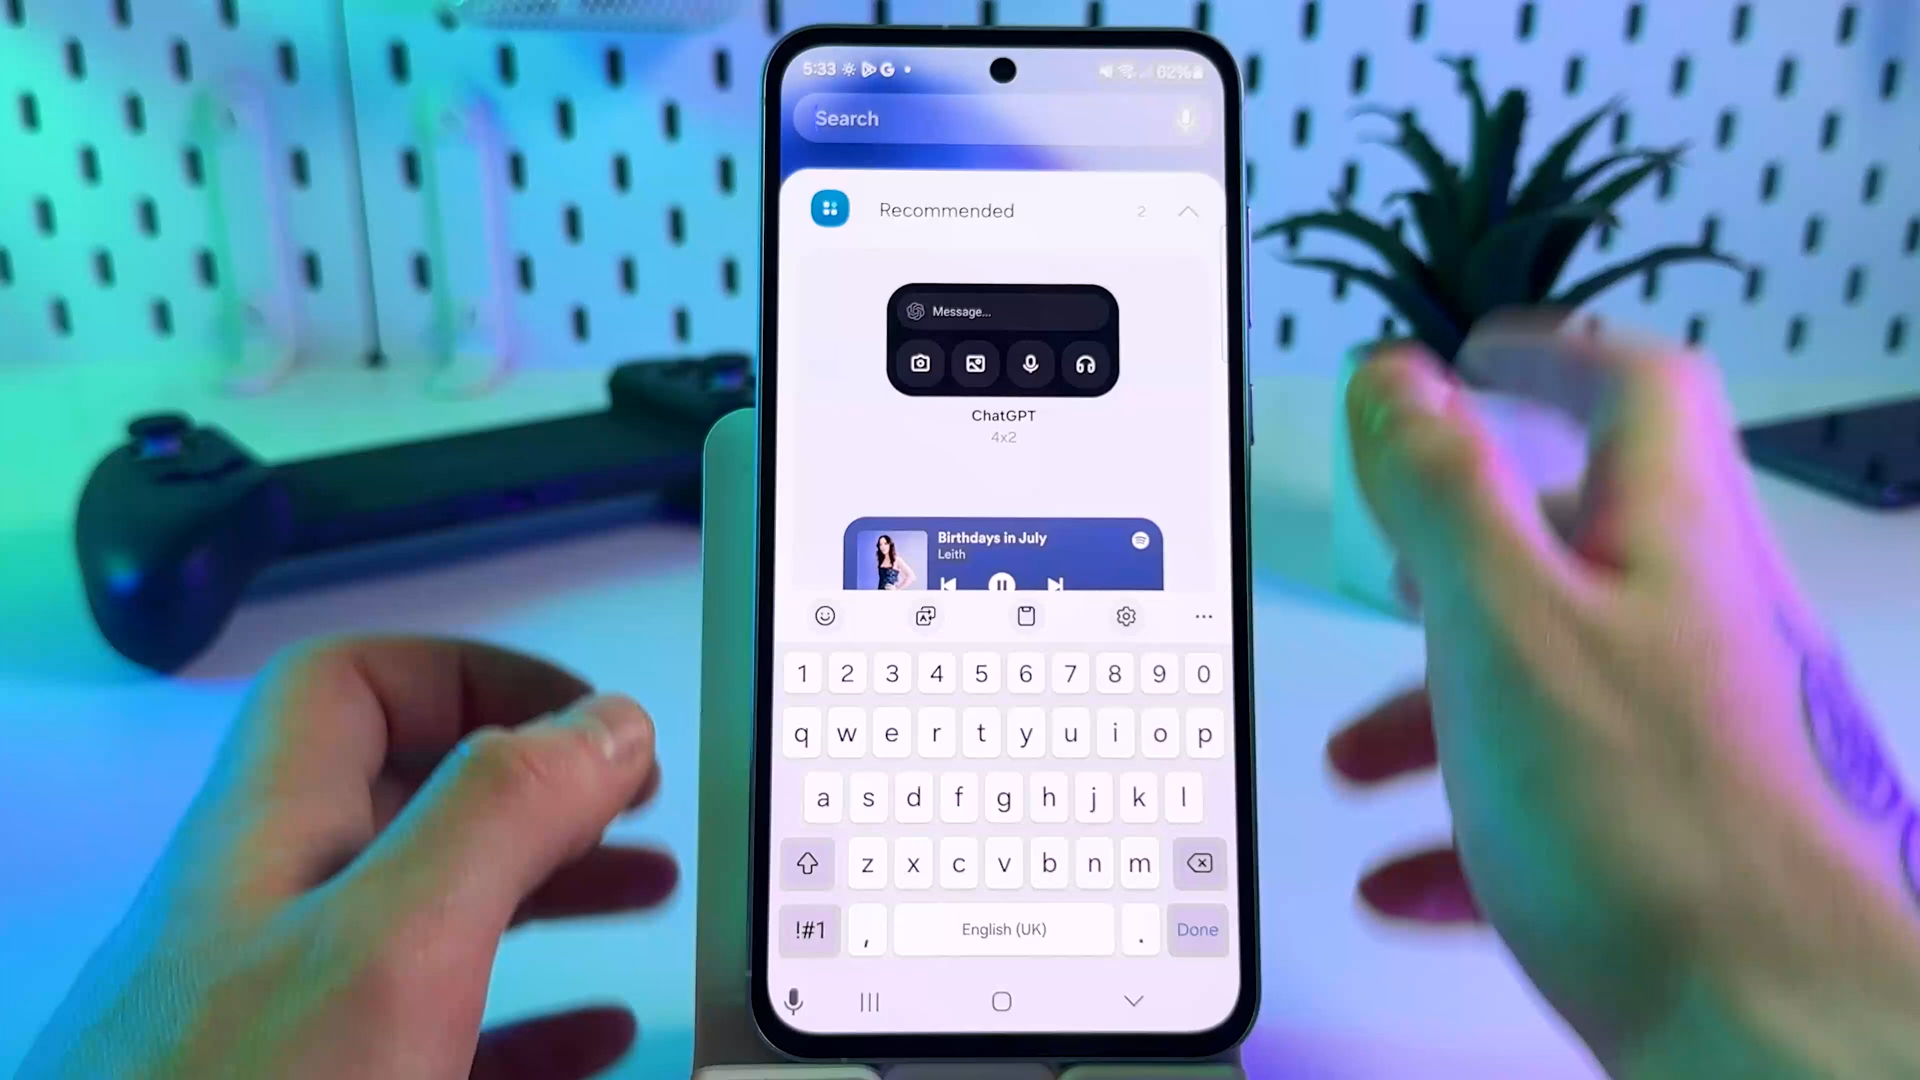 5:33
62%
Search
Recommended 2
Message...
ChatGPT
4x2
Birthdays in July
Leith
1 2 3 4 5 6 7 8 9 0
q w e r t y u i o p
a s d f g h j k l
z x c v b n m
!#1 , English (UK) . Done